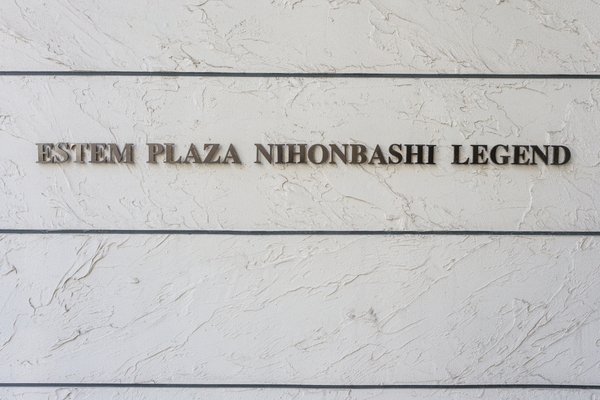 ESTEM PLAZA NIHONBASHI LEGEND